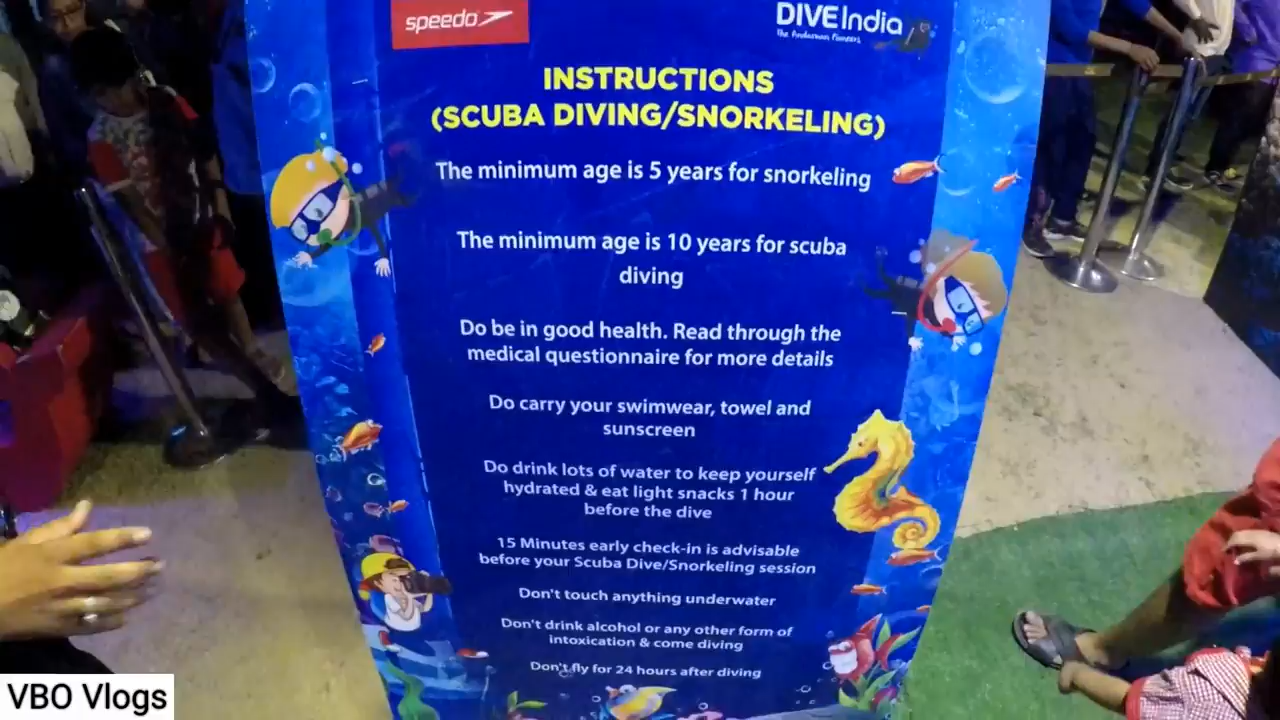 speedo
DIVEIndia
The Andaman Pioneers
INSTRUCTIONS
(SCUBA DIVING/SNORKELING)
The minimum age is 5 years for snorkeling
The minimum age is 10 years for scuba
diving
Do be in good health. Read through the
medical questionnaire for more details
Do carry your swimwear, towel and
sunscreen
Do drink lots of water to keep yourself
hydrated & eat light snacks 1 hour
before the dive
15 Minutes early check-in is advisable
before your Scuba Dive/Snorkeling session
Don't touch anything underwater
Don't drink alcohol or any other form of
intoxication & come diving
Don't fly for 24 hours after diving
VBO Vlogs